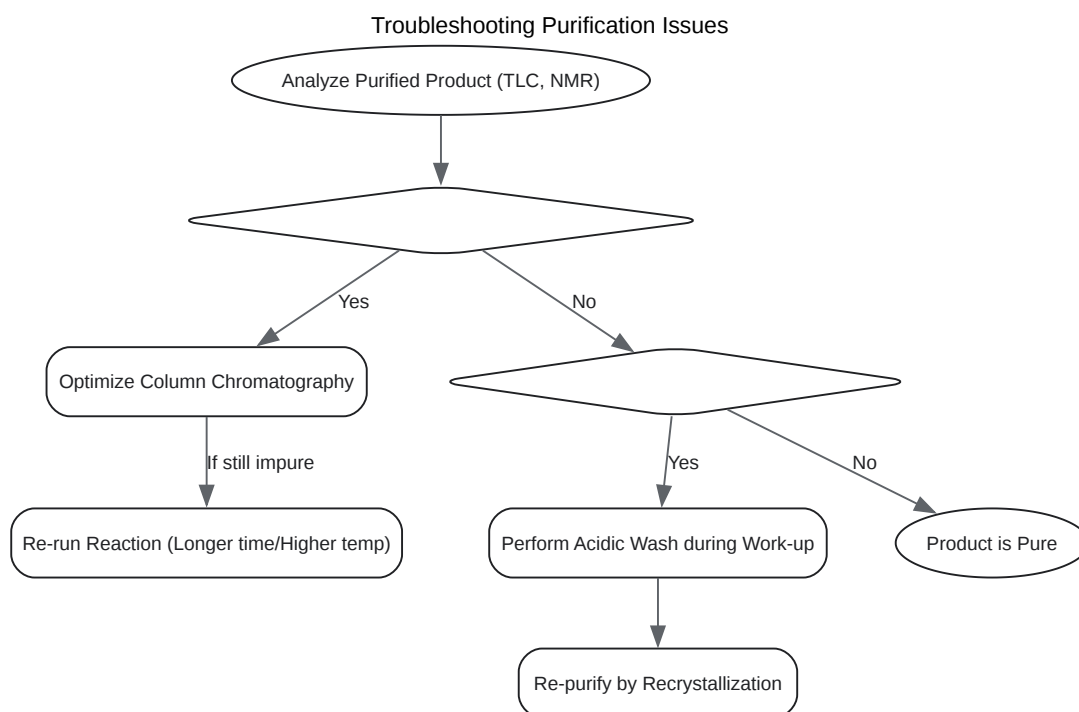 Troubleshooting Purification Issues
Analyze Purified Product (TLC, NMR)
Yes
No
Optimize Column Chromatography
If still impure
Yes
No
Re-run Reaction (Longer time/Higher temp)
Perform Acidic Wash during Work-up
Product is Pure
Re-purify by Recrystallization